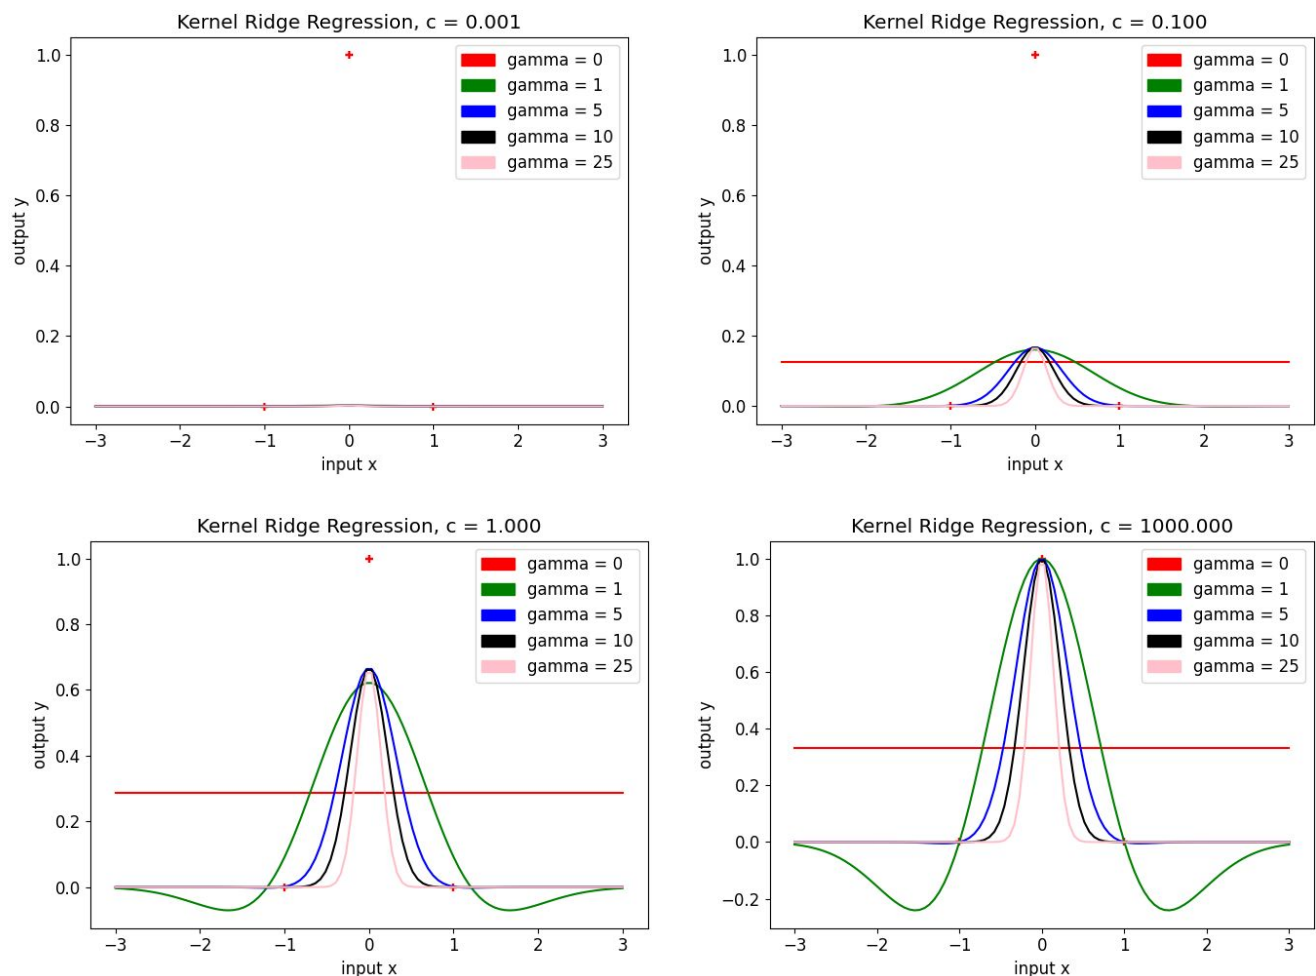 Kernel Ridge Regression, c = 0.001
1.0
0.8
0.6
0.4
0.2
0.0
output y
−3 −2 −1 0 1 2 3
input x
gamma = 0
gamma = 1
gamma = 5
gamma = 10
gamma = 25
Kernel Ridge Regression, c = 0.100
1.0
0.8
0.6
0.4
0.2
0.0
output y
−3 −2 −1 0 1 2 3
input x
gamma = 0
gamma = 1
gamma = 5
gamma = 10
gamma = 25
Kernel Ridge Regression, c = 1.000
1.0
0.8
0.6
0.4
0.2
0.0
output y
−3 −2 −1 0 1 2 3
input x
gamma = 0
gamma = 1
gamma = 5
gamma = 10
gamma = 25
Kernel Ridge Regression, c = 1000.000
1.0
0.8
0.6
0.4
0.2
0.0
−0.2
output y
−3 −2 −1 0 1 2 3
input x
gamma = 0
gamma = 1
gamma = 5
gamma = 10
gamma = 25